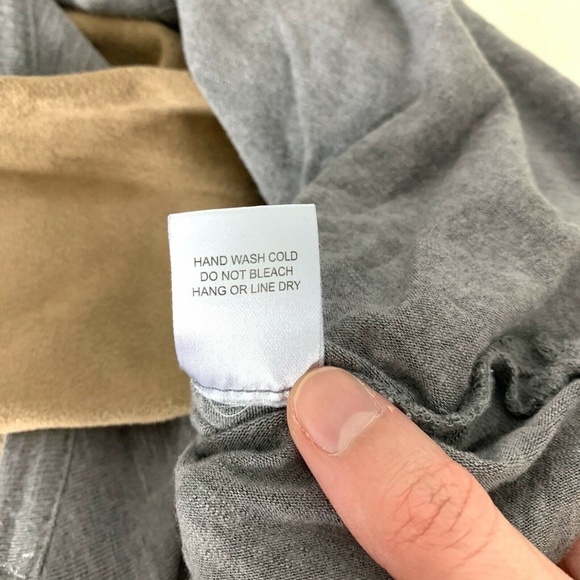 HAND WASH COLD
DO NOT BLEACH
HANG OR LINE DRY